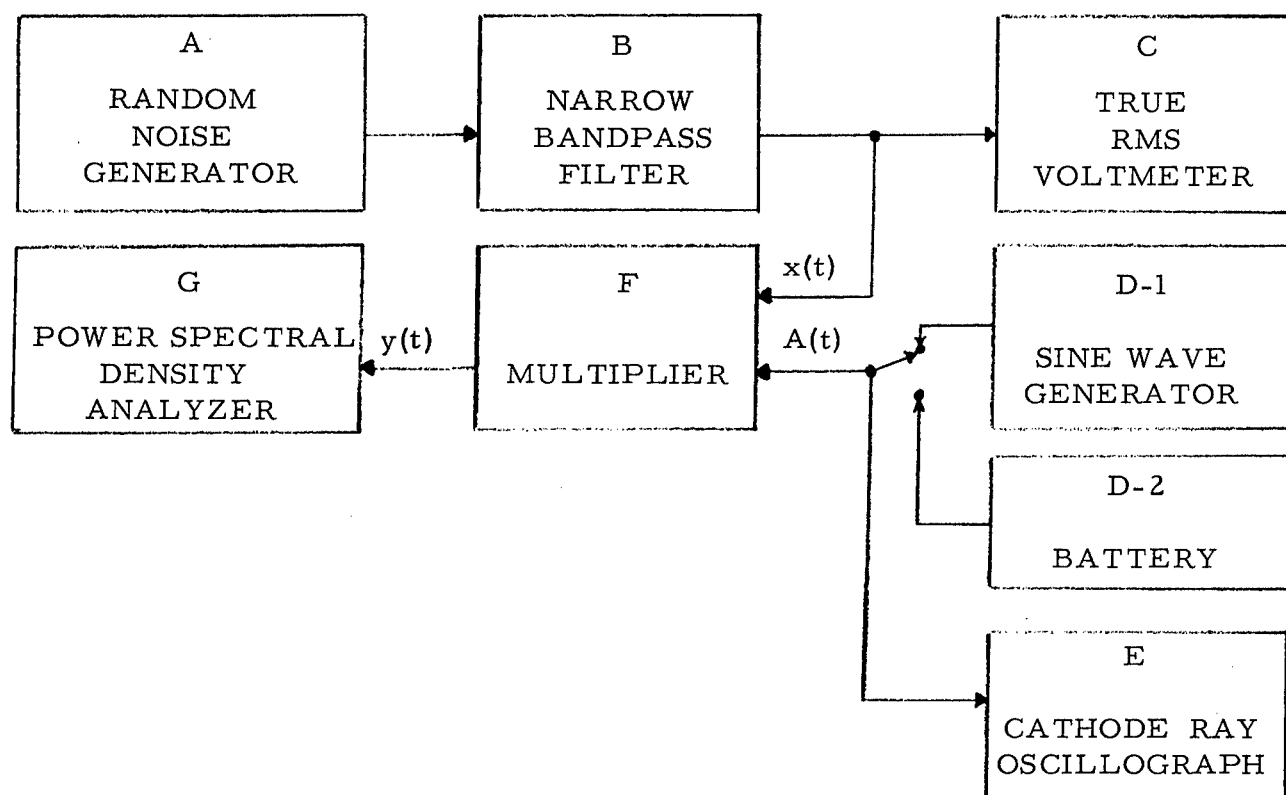 A
RANDOM
NOISE
GENERATOR
B
NARROW
BANDPASS
FILTER
C
TRUE
RMS
VOLTMETER
G
POWER SPECTRAL
DENSITY
ANALYZER
y(t)
F
MULTIPLIER
x(t)
A(t)
D-1
SINE WAVE
GENERATOR
D-2
BATTERY
E
CATHODE RAY
OSCILLOGRAPH